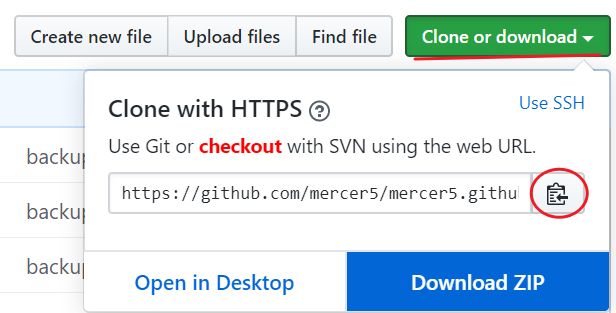 Create new file Upload files Find file Clone or download
Clone with HTTPS ?
Use SSH
Use Git or checkout with SVN using the web URL.
backup
https://github.com/mercer5/mercer5.githu
backup
backup
Open in Desktop Download ZIP